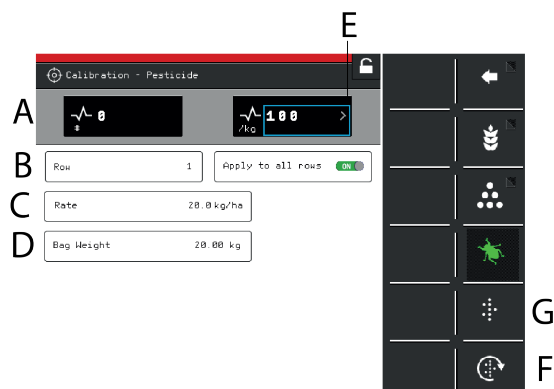 E
Calibration - Pesticide
A
0
#
100 >
/kg
B
Row 1
Apply to all rows ON
C
Rate 20.0 kg/ha
D
Bag Weight 20.00 kg
G
F